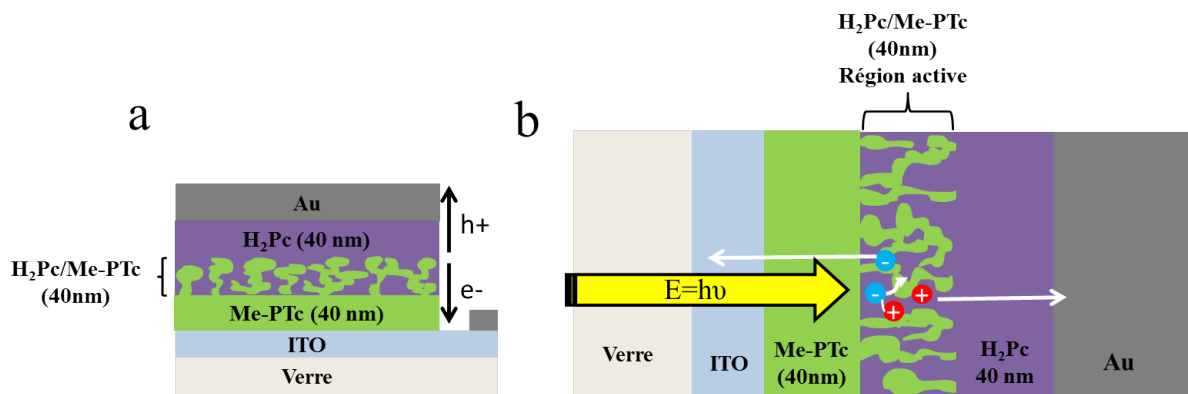 a
Au
H₂Pc (40 nm)
H₂Pc/Me-PTc
(40nm)
Me-PTc (40 nm)
ITO
Verre
h+
e-
b
H₂Pc/Me-PTc
(40nm)
Région active
E=hυ
-
-
+
+
Verre
ITO
Me-PTc
(40nm)
H₂Pc
40 nm
Au